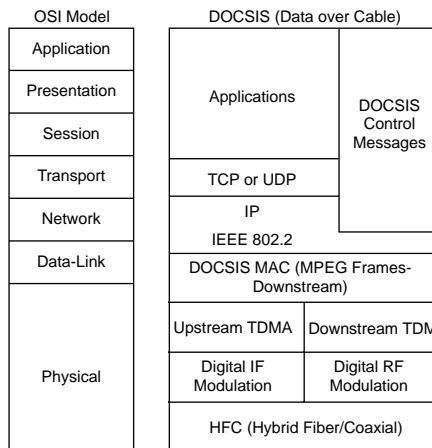 OSI Model
Application
Presentation
Session
Transport
Network
Data-Link
Physical
DOCSIS (Data over Cable)
Applications
DOCSIS
Control
Messages
TCP or UDP
IP
IEEE 802.2
DOCSIS MAC (MPEG Frames-
Downstream)
Upstream TDMA
Downstream TDM
Digital IF
Modulation
Digital RF
Modulation
HFC (Hybrid Fiber/Coaxial)